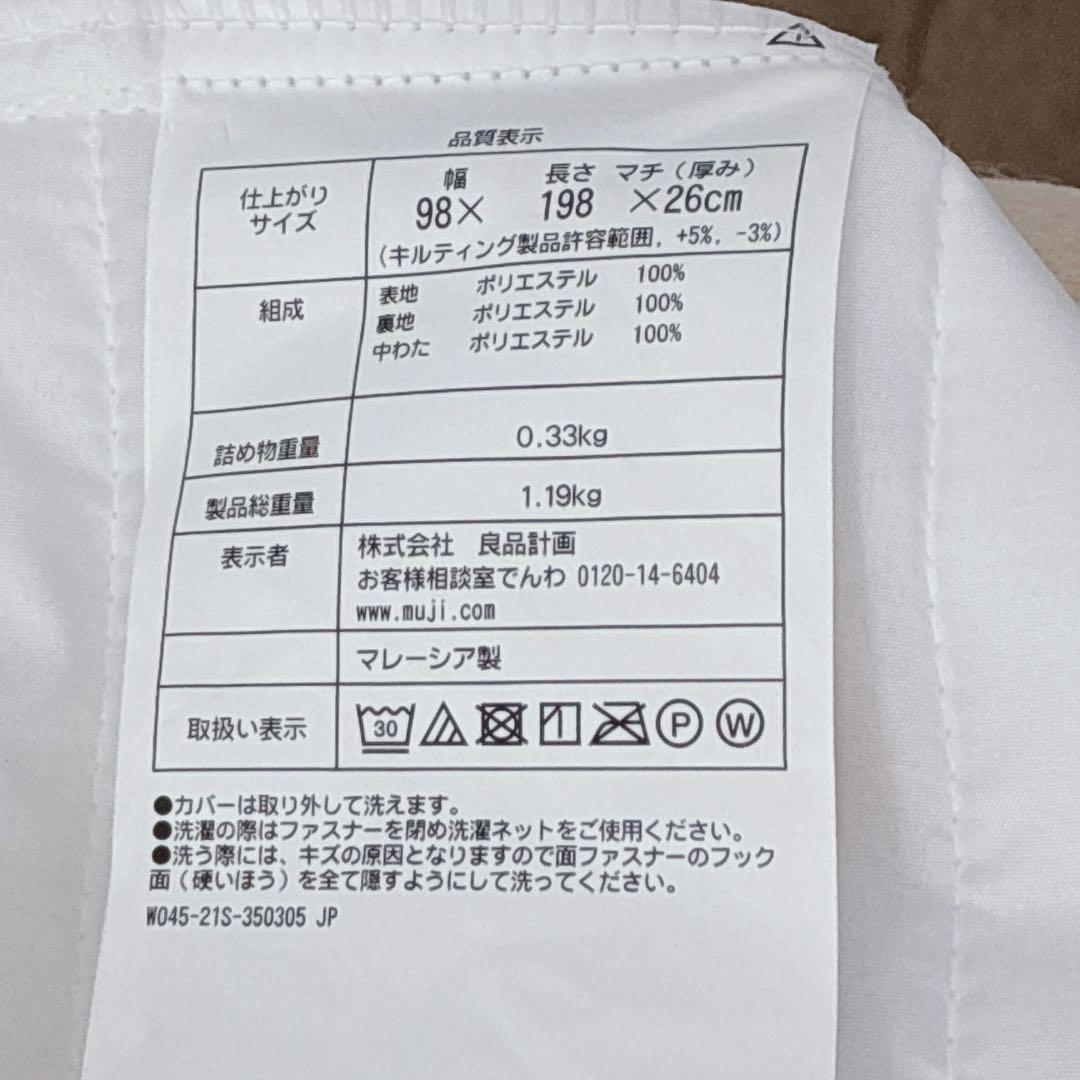 品質表示
仕上がり
サイズ
幅 長さ マチ（厚み）
98× 198 ×26cm
(キルティング製品許容範囲, +5%, -3%)
組成
表地 ポリエステル 100%
裏地 ポリエステル 100%
中わた ポリエステル 100%
詰め物重量 0.33kg
製品総重量 1.19kg
表示者
株式会社 良品計画
お客様相談室でんわ 0120-14-6404
www.muji.com
マレーシア製
取扱い表示 30 P W
●カバーは取り外して洗えます。
●洗濯の際はファスナーを閉め洗濯ネットをご使用ください。
●洗う際には、キズの原因となりますので面ファスナーのフック
面（硬いほう）を全て隠すようにして洗ってください。
W045-21S-350305 JP